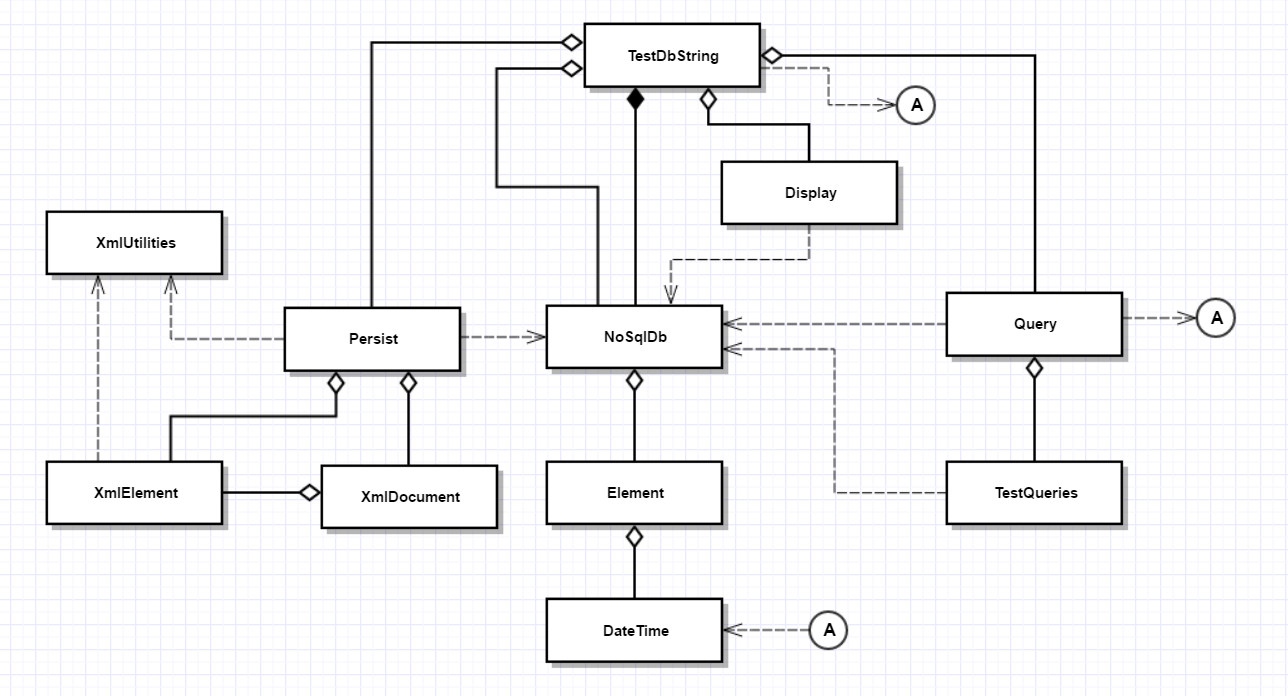 TestDbString
A
Display
XmlUtilities
Persist
NoSqlDb
Query
A
XmlElement
XmlDocument
Element
TestQueries
DateTime
A